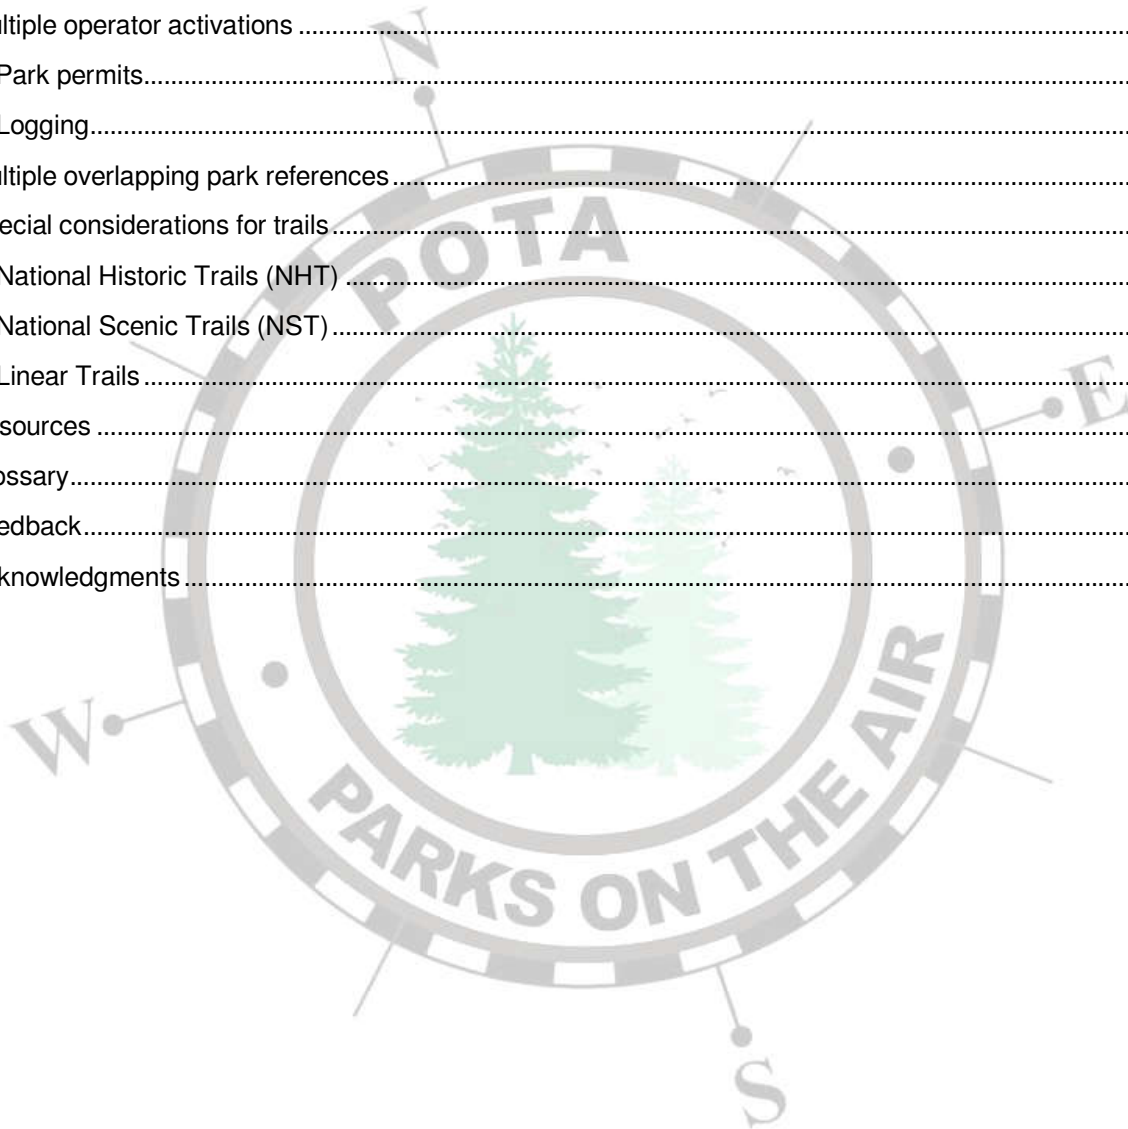 ltiple operator activations ........................................
Park permits........................................
Logging........................................
ltiple overlapping park references........................................
ecial considerations for trails........................................
National Historic Trails (NHT) ........................................
National Scenic Trails (NST)........................................
Linear Trails........................................
sources ........................................
ossary........................................
edback........................................
knowledgments........................................
N
POTA
E
W
PARKS ON THE AIR
S